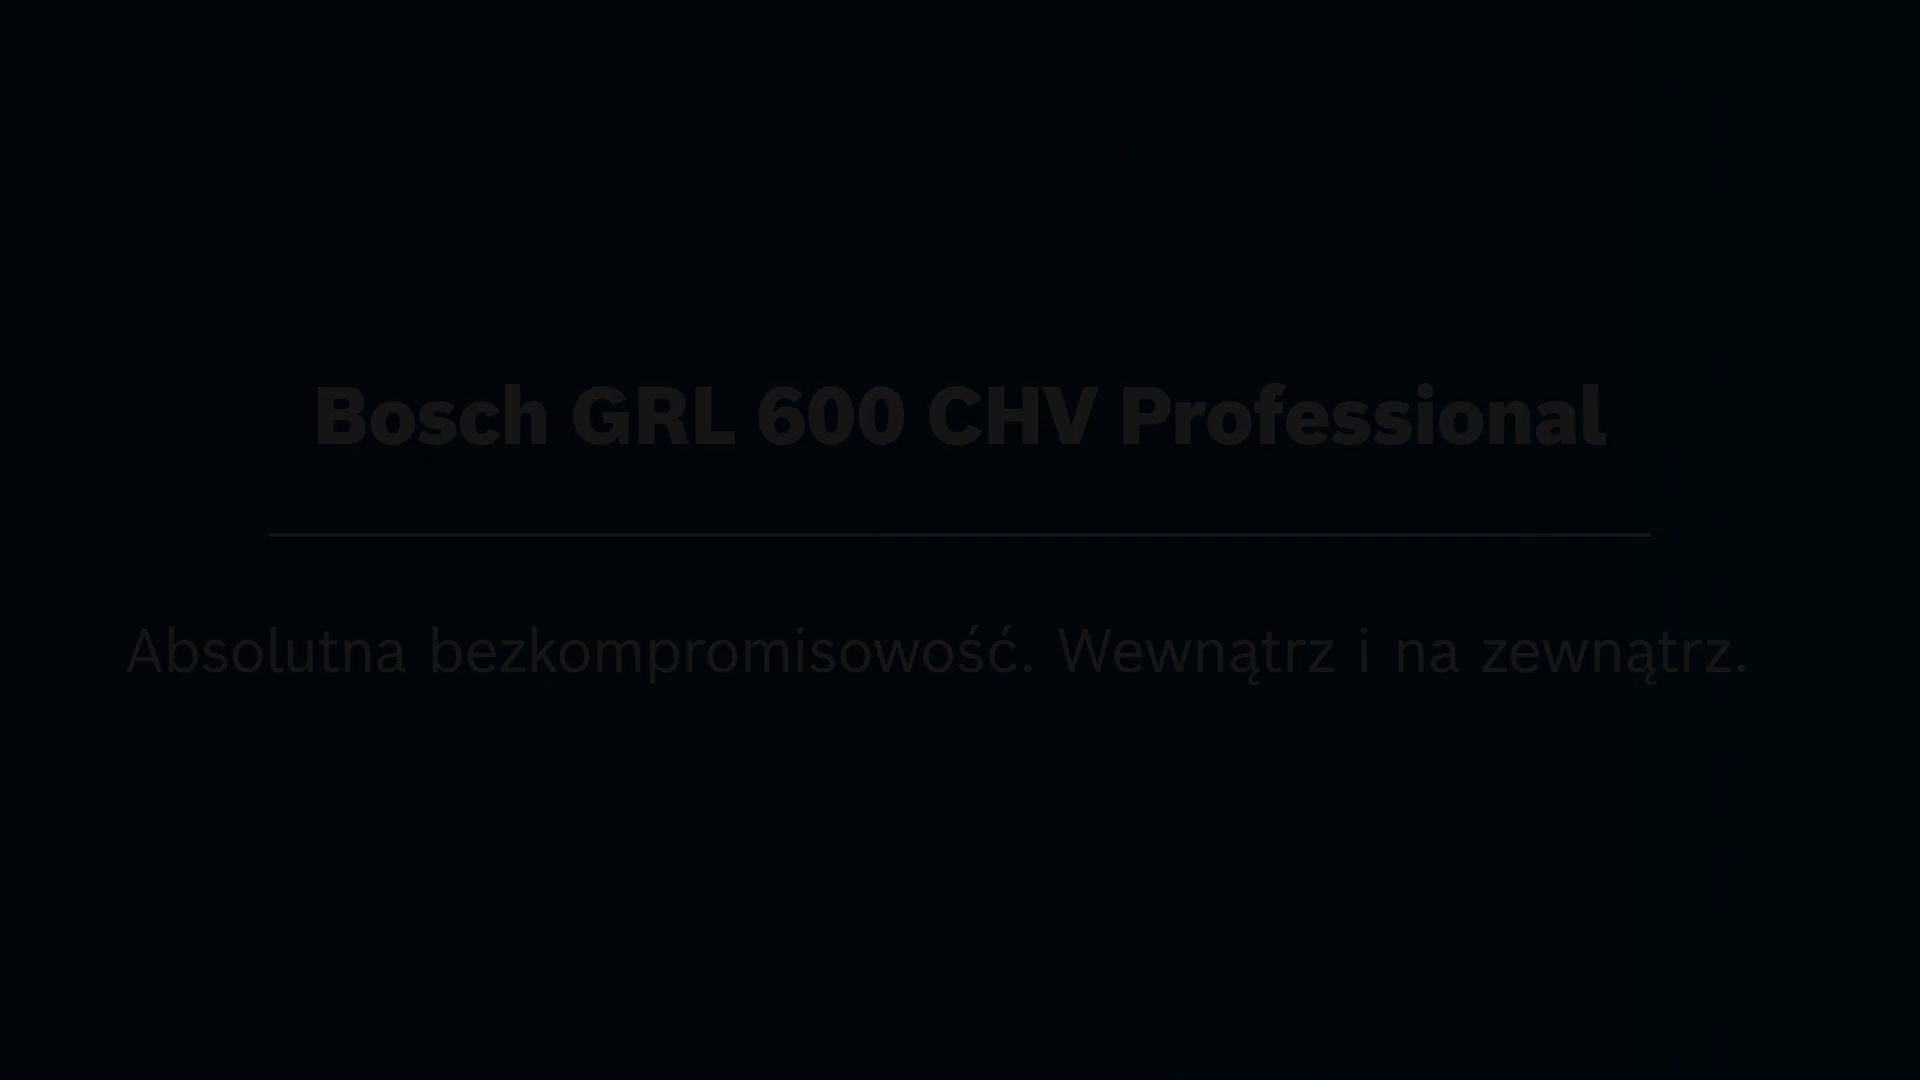 Bosch GRL 600 CHV Professional
Absolutna bezkompromisowość. Wewnątrz i na zewnątrz.